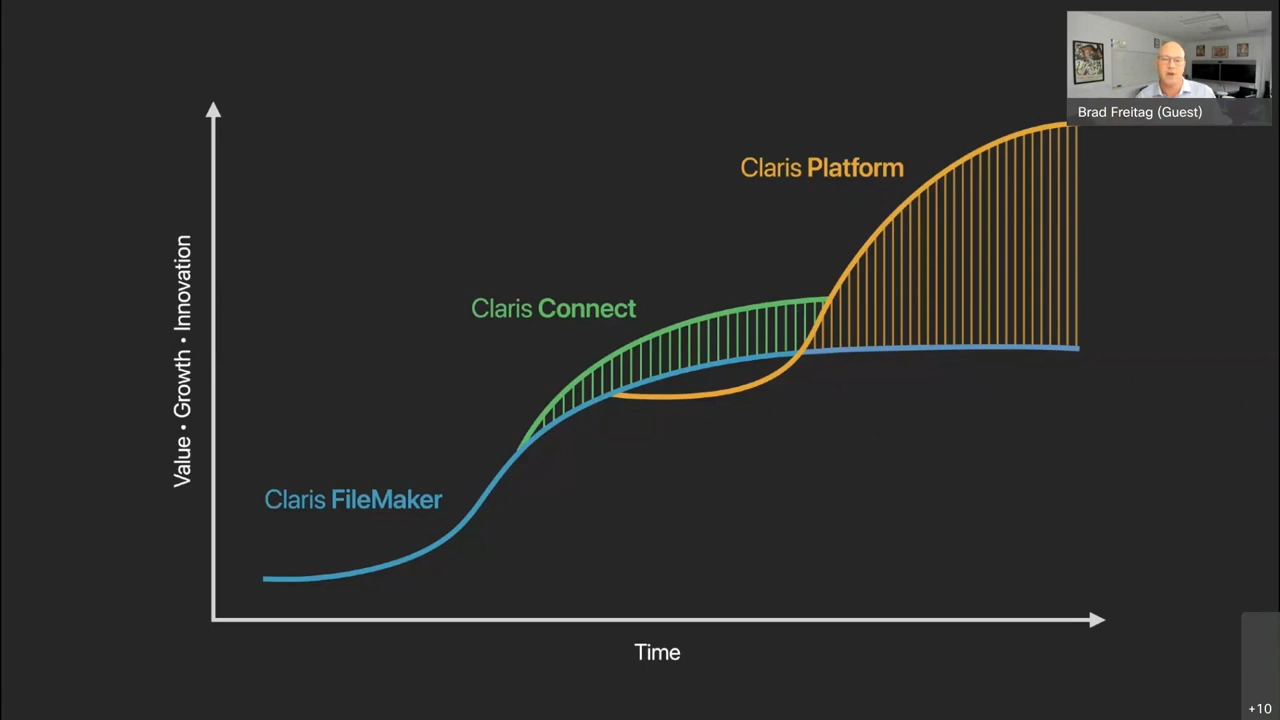 Brad Freitag (Guest)
Claris Platform
Claris Connect
Value • Growth • Innovation
Claris FileMaker
Time
+10